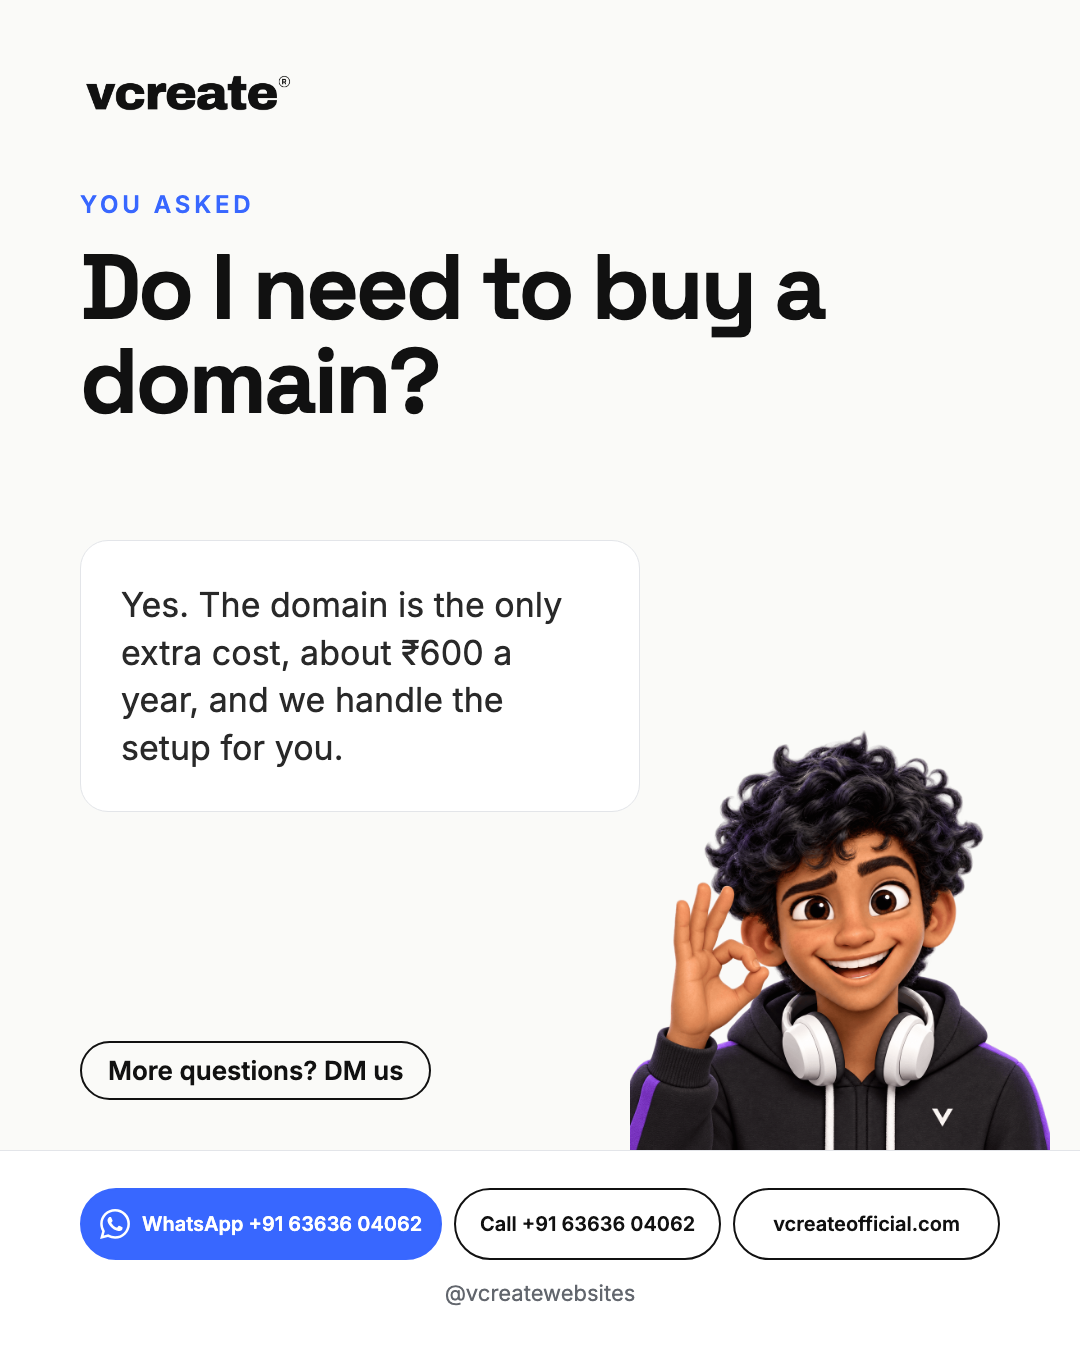 vcreate®
YOU ASKED
Do I need to buy a
domain?
Yes. The domain is the only
extra cost, about ₹600 a
year, and we handle the
setup for you.
More questions? DM us
V
WhatsApp +91 63636 04062
Call +91 63636 04062
vcreateofficial.com
@vcreatewebsites